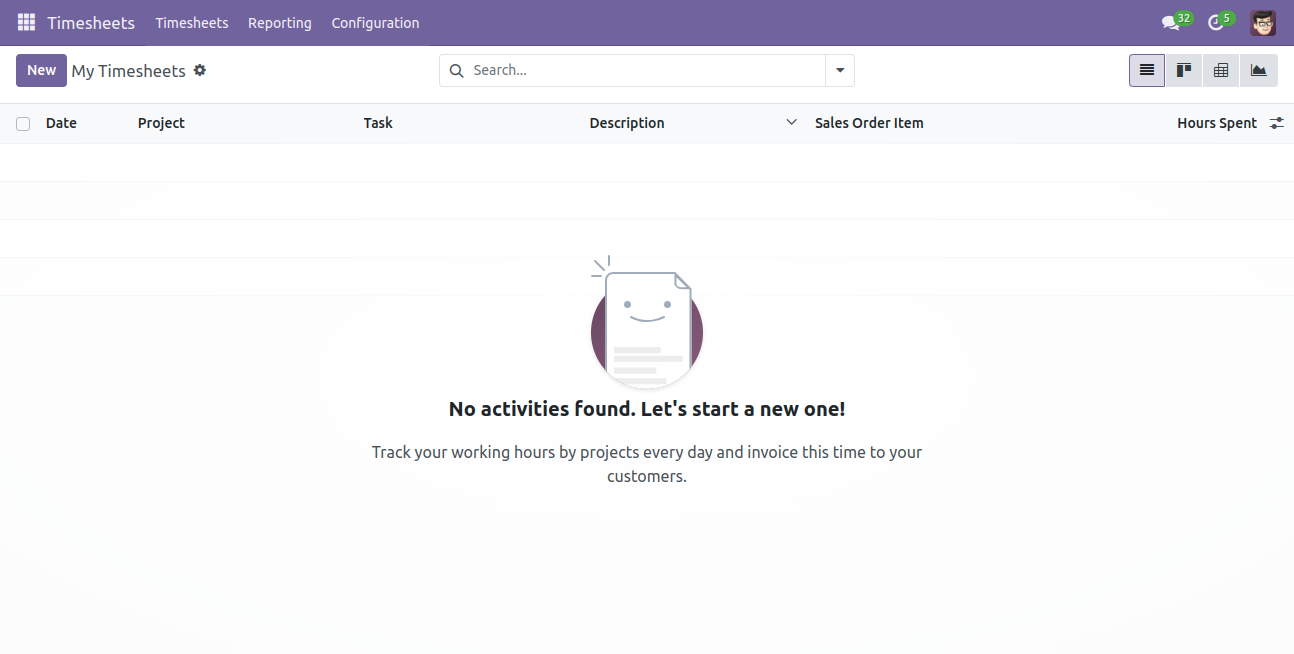 Timesheets Timesheets Reporting Configuration 32 5
New My Timesheets Search...
Date Project Task Description Sales Order Item Hours Spent
No activities found. Let's start a new one!
Track your working hours by projects every day and invoice this time to your
customers.